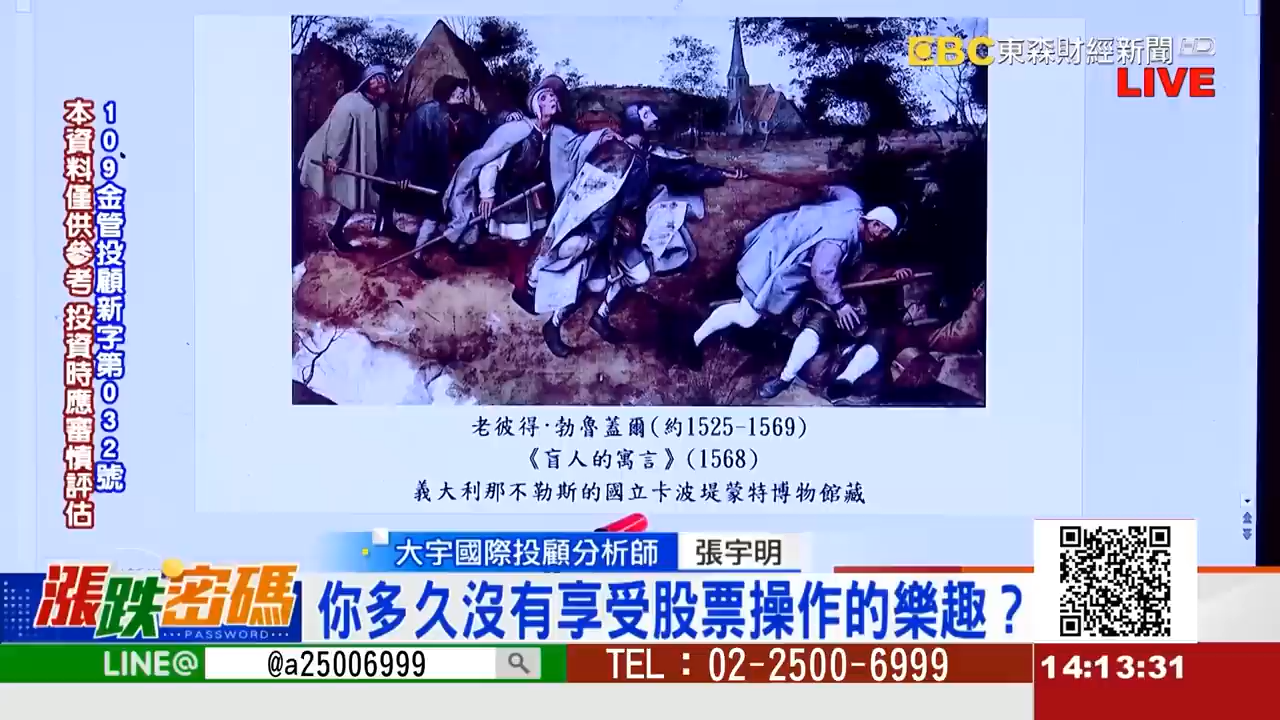 EBC 東森財經新聞 HD
LIVE
109金管投顧新字第032號
本資料僅供參考 投資時應審慎評估
老彼得·勃魯蓋爾(約1525-1569)
《盲人的寓言》(1568)
義大利那不勒斯的國立卡波堤蒙特博物館藏
大宇國際投顧分析師 張宇明
漲跌密碼
PASSWORD
你多久沒有享受股票操作的樂趣？
LINE@ @a25006999 TEL：02-2500-6999 14:13:31